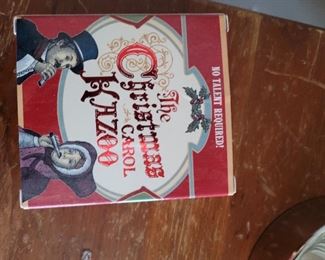 NO TALENT REQUIRED!
The
Christmas
CAROL
KAZOO